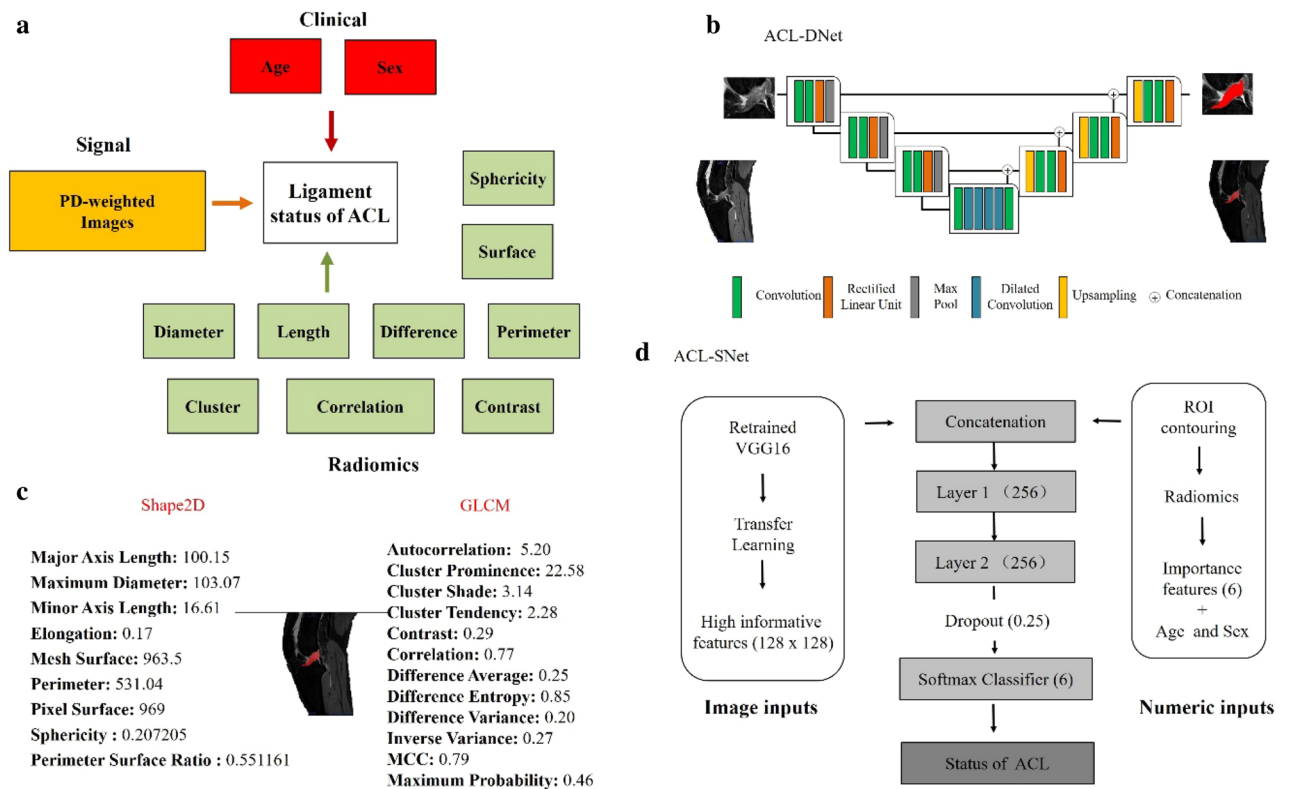 a
Clinical
Age
Sex
Signal
PD-weighted
Images
Ligament
status of ACL
Sphericity
Surface
Diameter
Length
Difference
Perimeter
Cluster
Correlation
Contrast
Radiomics
b
ACL-DNet
Convolution
Rectified
Linear Unit
Max
Pool
Dilated
Convolution
Upsampling
+ Concatenation
c
Shape2D
Major Axis Length: 100.15
Maximum Diameter: 103.07
Minor Axis Length: 16.61
Elongation: 0.17
Mesh Surface: 963.5
Perimeter: 531.04
Pixel Surface: 969
Sphericity : 0.207205
Perimeter Surface Ratio : 0.551161
GLCM
Autocorrelation: 5.20
Cluster Prominence: 22.58
Cluster Shade: 3.14
Cluster Tendency: 2.28
Contrast: 0.29
Correlation: 0.77
Difference Average: 0.25
Difference Entropy: 0.85
Difference Variance: 0.20
Inverse Variance: 0.27
MCC: 0.79
Maximum Probability: 0.46
d
ACL-SNet
Retrained
VGG16
Transfer
Learning
High informative
features (128 x 128)
Image inputs
Concatenation
Layer 1 （256）
Layer 2 （256）
Dropout (0.25)
Softmax Classifier (6)
Status of ACL
ROI
contouring
Radiomics
Importance
features (6)
+
Age and Sex
Numeric inputs